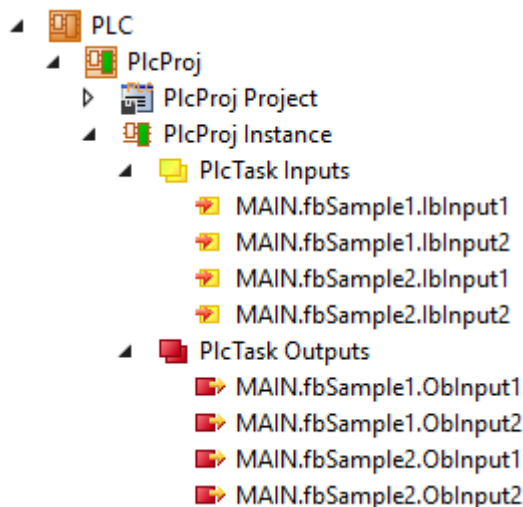 PLC
PlcProj
PlcProj Project
PlcProj Instance
PlcTask Inputs
MAIN.fbSample1.IbInput1
MAIN.fbSample1.IbInput2
MAIN.fbSample2.IbInput1
MAIN.fbSample2.IbInput2
PlcTask Outputs
MAIN.fbSample1.ObInput1
MAIN.fbSample1.ObInput2
MAIN.fbSample2.ObInput1
MAIN.fbSample2.ObInput2